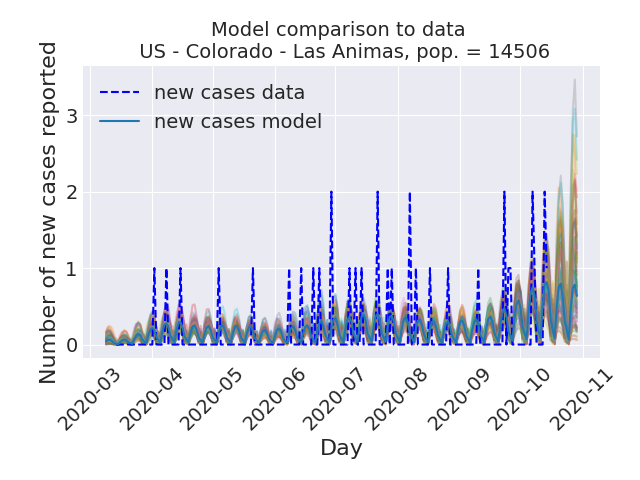 Model comparison to data
US - Colorado - Las Animas, pop. = 14506
Number of new cases reported
3
2
1
0
new cases data
new cases model
2020-03
2020-04
2020-05
2020-06
2020-07
2020-08
2020-09
2020-10
2020-11
Day